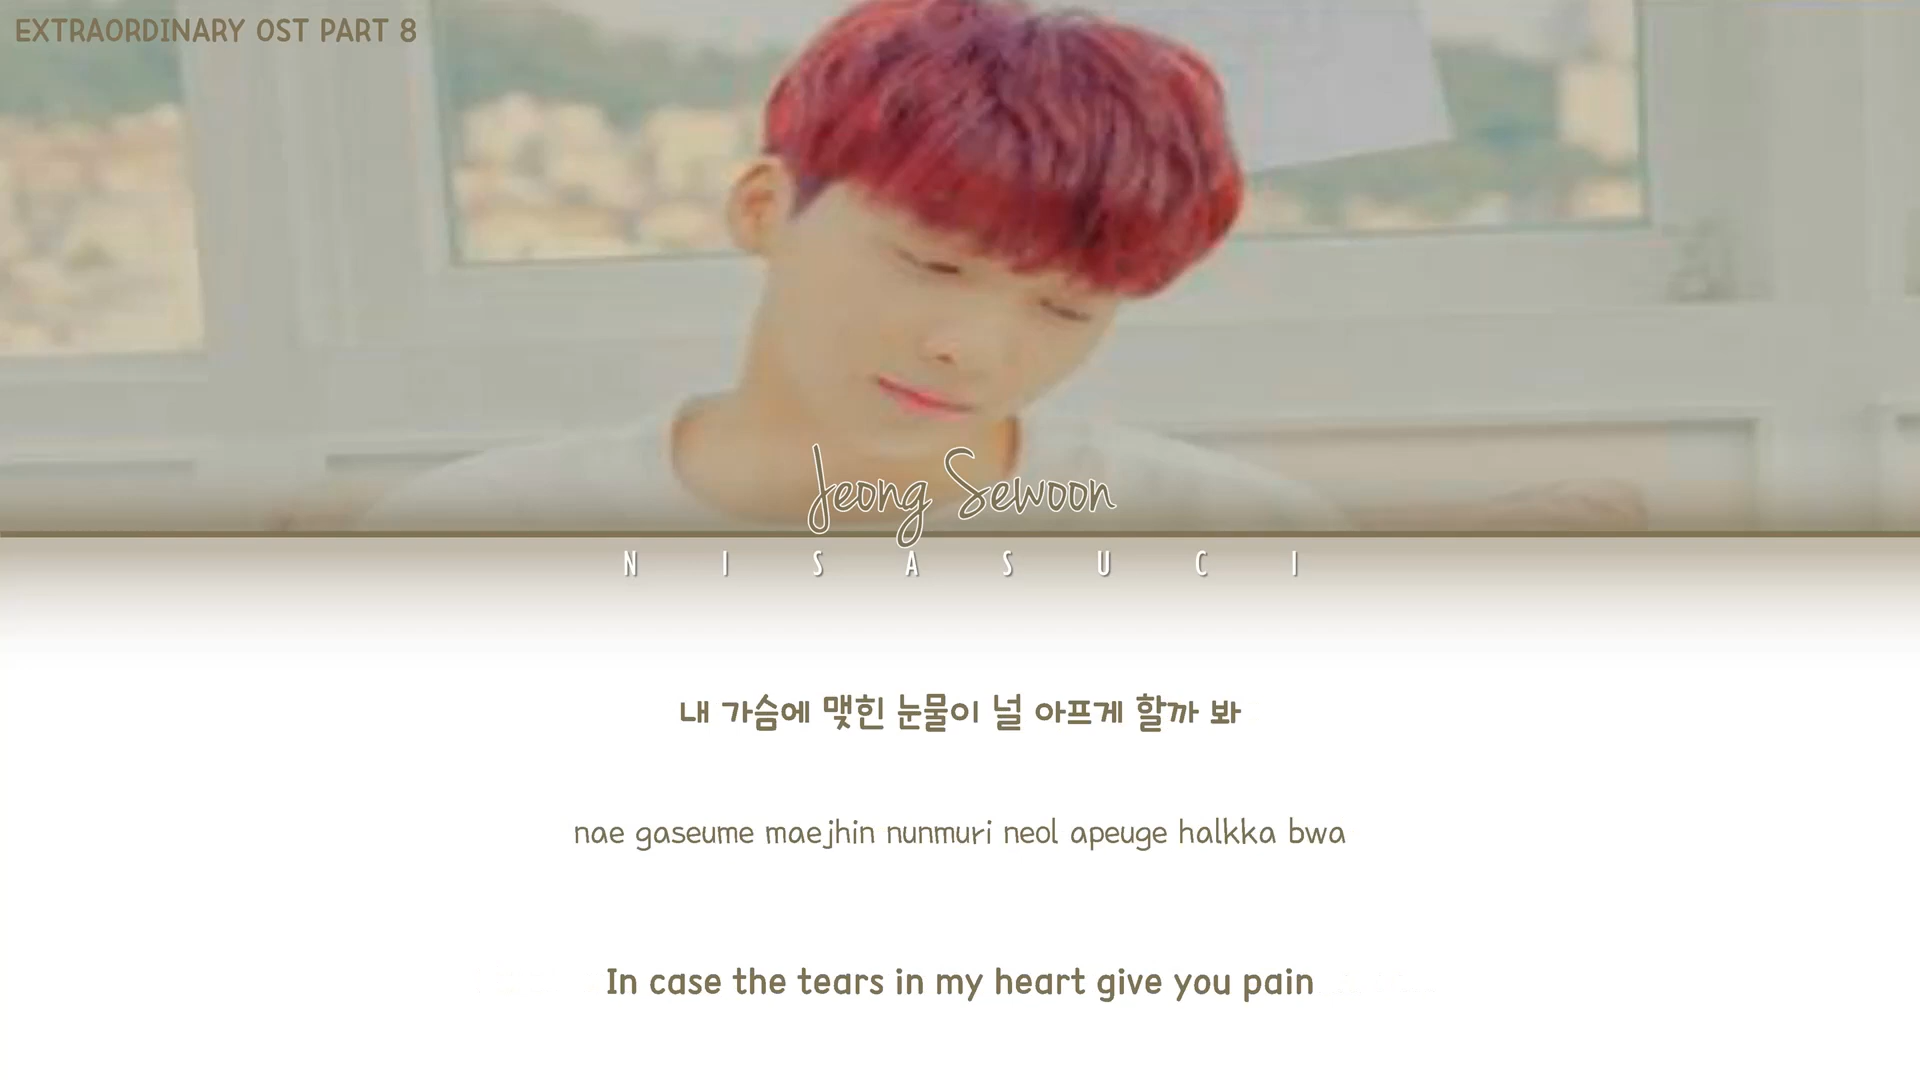 EXTRAORDINARY OST PART 8
Jeong Sewoon
NISASUCI
내 가슴에 맺힌 눈물이 널 아프게 할까 봐
nae gaseume maejhin nunmuri neol apeuge halkka bwa
In case the tears in my heart give you pain